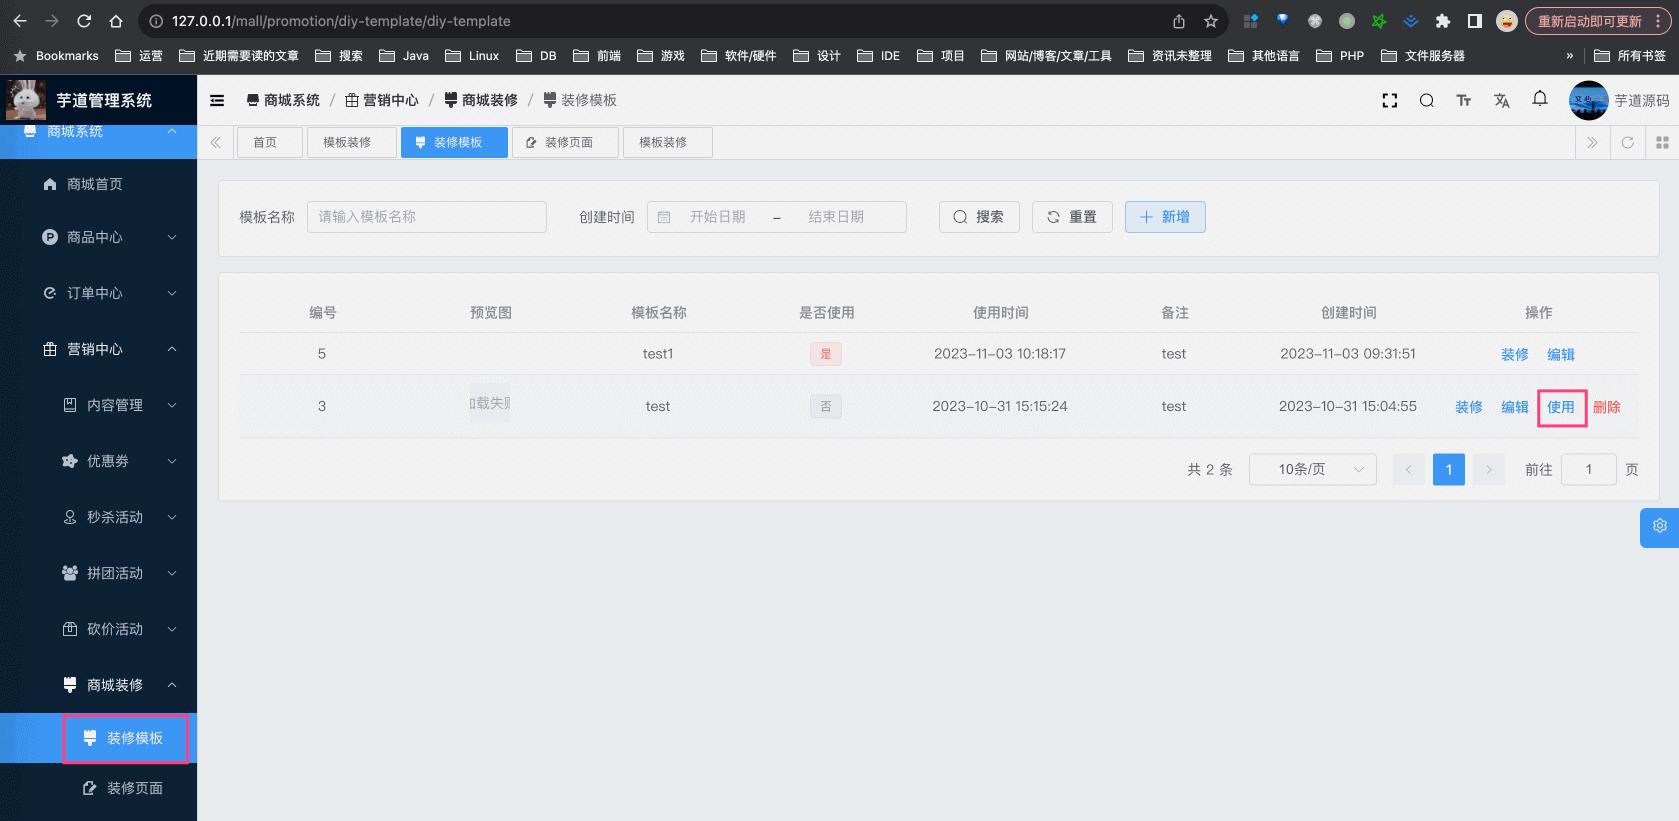 127.0.0.1/mall/promotion/diy-template/diy-template
重新启动即可更新
Bookmarks 运营 近期需要读的文章 搜索 Java Linux DB 前端 游戏 软件/硬件 设计 IDE 项目 网站/博客/文章/工具 资讯未整理 其他语言 PHP 文件服务器 » 所有书签
芋道管理系统
商城系统 / 营销中心 / 商城装修 / 装修模板
芋道源码
商城系统
首页 模板装修 装修模板 装修页面 模板装修
商城首页
商品中心
订单中心
营销中心
内容管理
优惠劵
秒杀活动
拼团活动
砍价活动
商城装修
装修模板
装修页面
模板名称 请输入模板名称 创建时间 开始日期 - 结束日期 搜索 重置 新增
编号 预览图 模板名称 是否使用 使用时间 备注 创建时间 操作
5 test1 是 2023-11-03 10:18:17 test 2023-11-03 09:31:51 装修 编辑
3 加载失败 test 否 2023-10-31 15:15:24 test 2023-10-31 15:04:55 装修 编辑 使用 删除
共 2 条 10条/页 1 前往 1 页